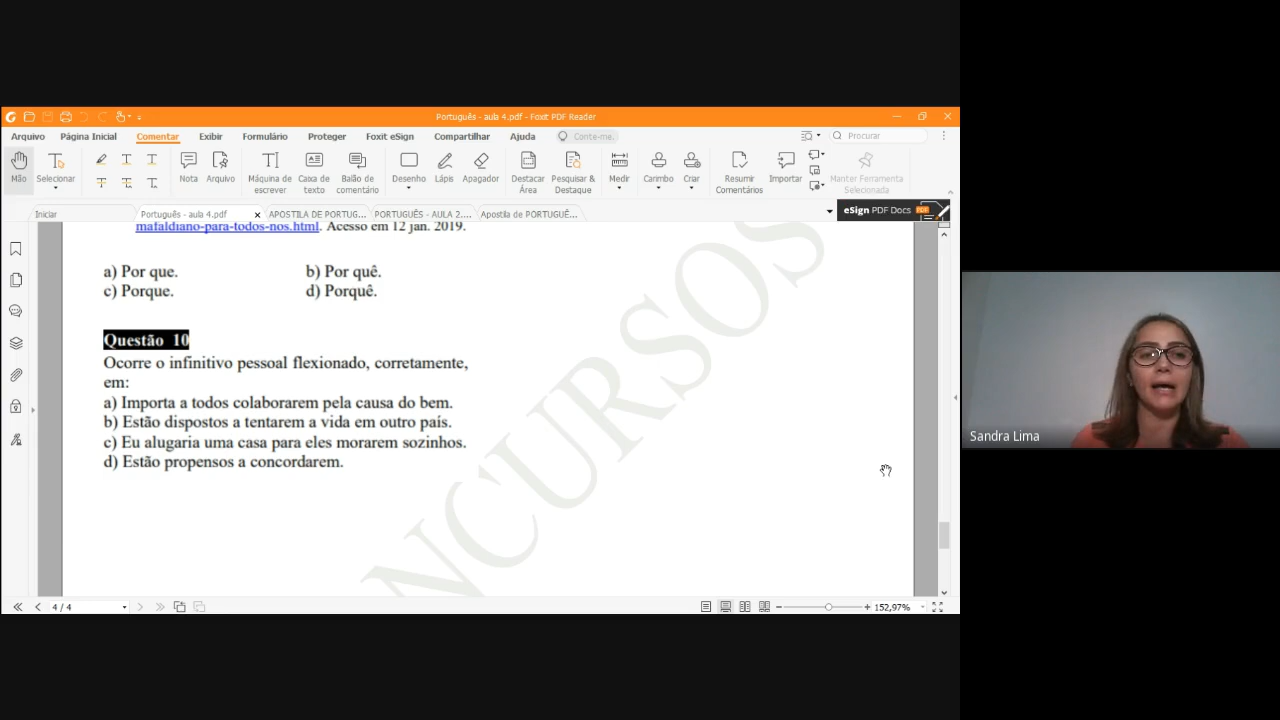 Português - aula 4.pdf - Foxit PDF Reader
Arquivo Página Inicial Comentar Exibir Formulário Proteger Foxit eSign Compartilhar Ajuda Conte-me. Procurar
Mão Selecionar Nota Arquivo Máquina de escrever Caixa de texto Balão de comentário Desenho Lápis Apagador Destacar Área Pesquisar & Destaque Medir Carimbo Criar Resumir Comentários Importar Manter Ferramenta Selecionada
Iniciar Português - aula 4.pdf APOSTILA DE PORTUG... PORTUGUÊS - AULA 2.... Apostila de PORTUGUÊ... eSign PDF Docs
mafaldiano-para-todos-nos.html. Acesso em 12 jan. 2019.
a) Por que. b) Por quê.
c) Porque. d) Porquê.
Questão 10
Ocorre o infinitivo pessoal flexionado, corretamente,
em:
a) Importa a todos colaborarem pela causa do bem.
b) Estão dispostos a tentarem a vida em outro país.
c) Eu alugaria uma casa para eles morarem sozinhos.
d) Estão propensos a concordarem.
NCURSOS
Sandra Lima
4 / 4 152,97%